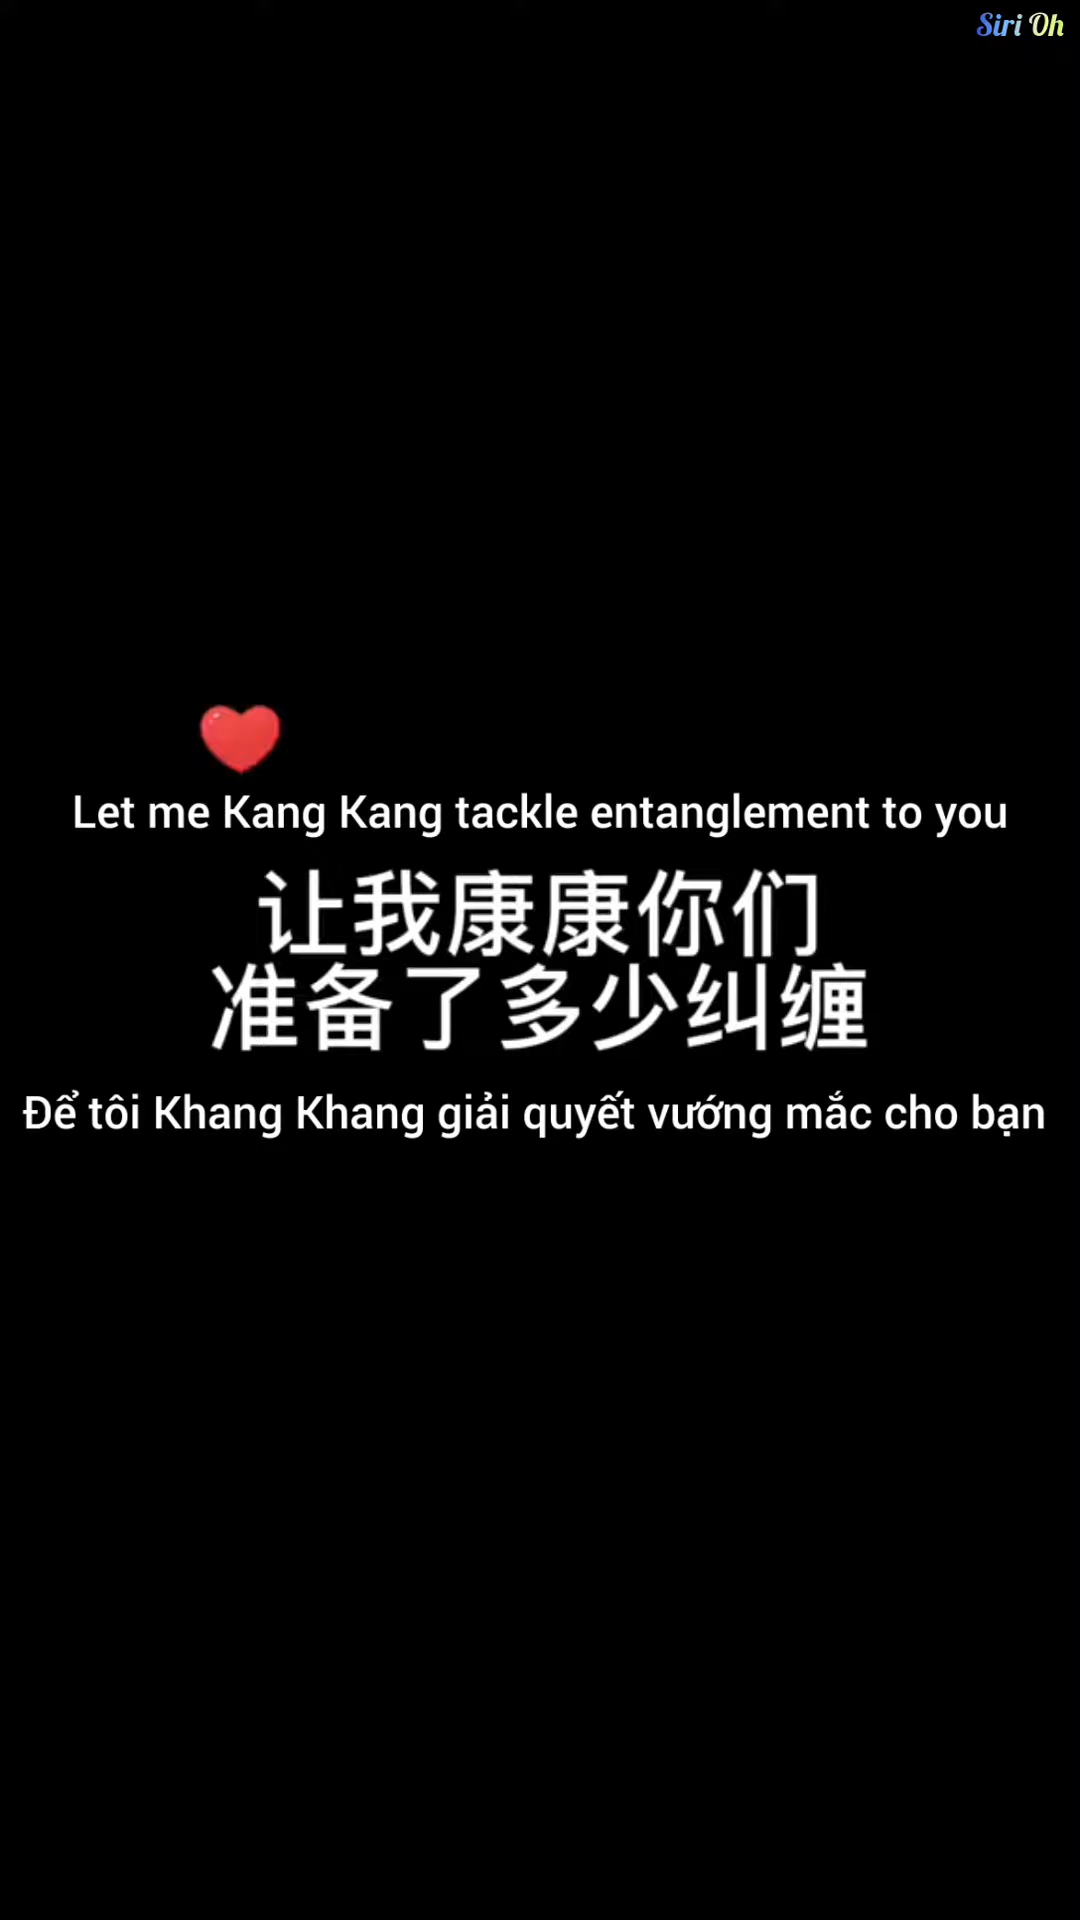 Siri Oh
Let me Kang Kang tackle entanglement to you
让我康康你们
准备了多少纠缠
Để tôi Khang Khang giải quyết vướng mắc cho bạn